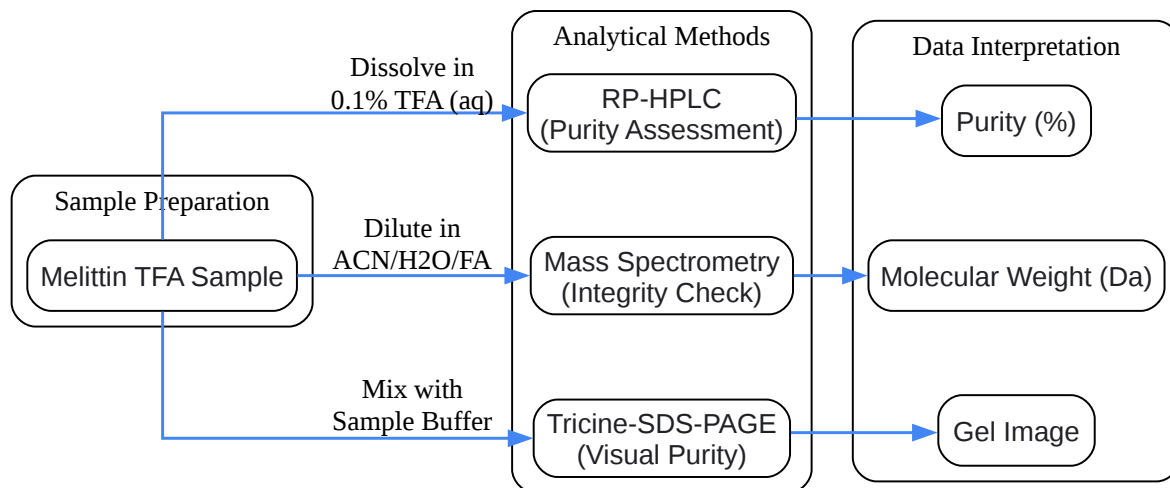 Analytical Methods
Data Interpretation
Dissolve in
0.1% TFA (aq)
RP-HPLC
(Purity Assessment)
Purity (%)
Sample Preparation
Melittin TFA Sample
Dilute in
ACN/H2O/FA
Mass Spectrometry
(Integrity Check)
Molecular Weight (Da)
Mix with
Sample Buffer
Tricine-SDS-PAGE
(Visual Purity)
Gel Image